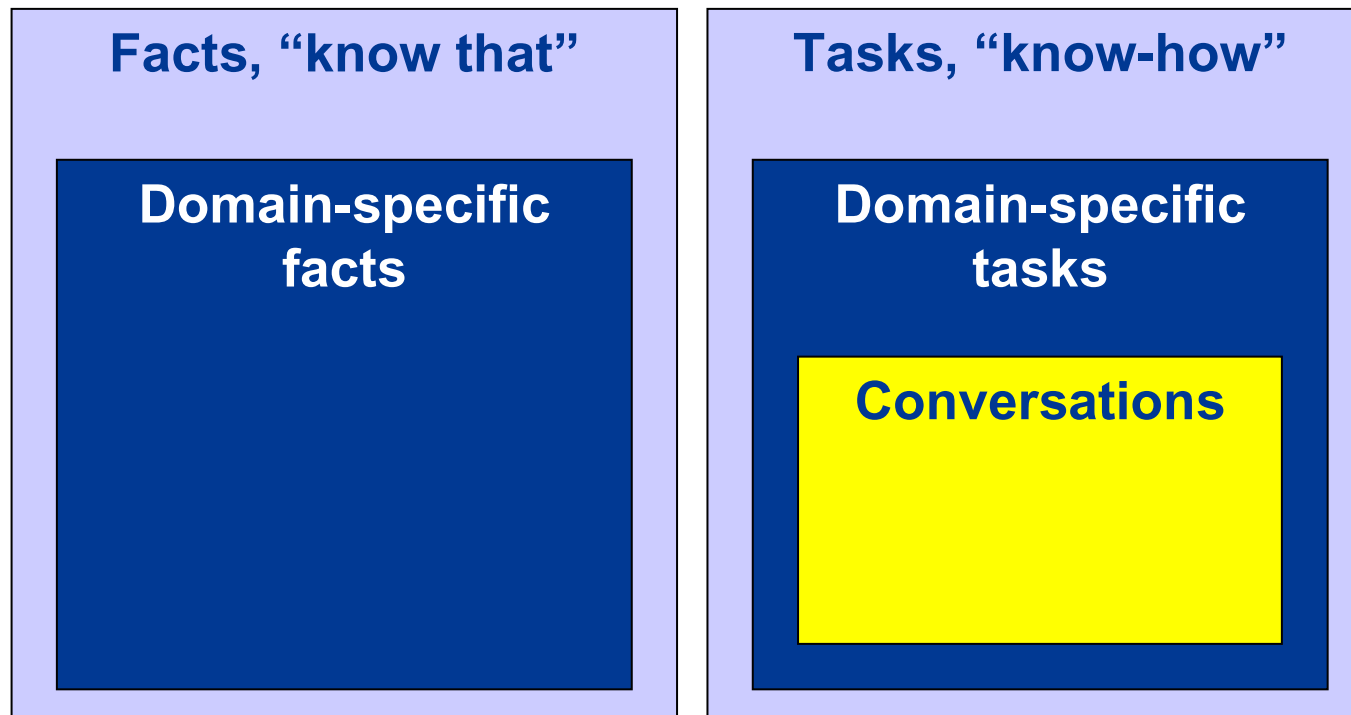 Facts, “know that”
Domain-specific
facts
Tasks, “know-how”
Domain-specific
tasks
Conversations